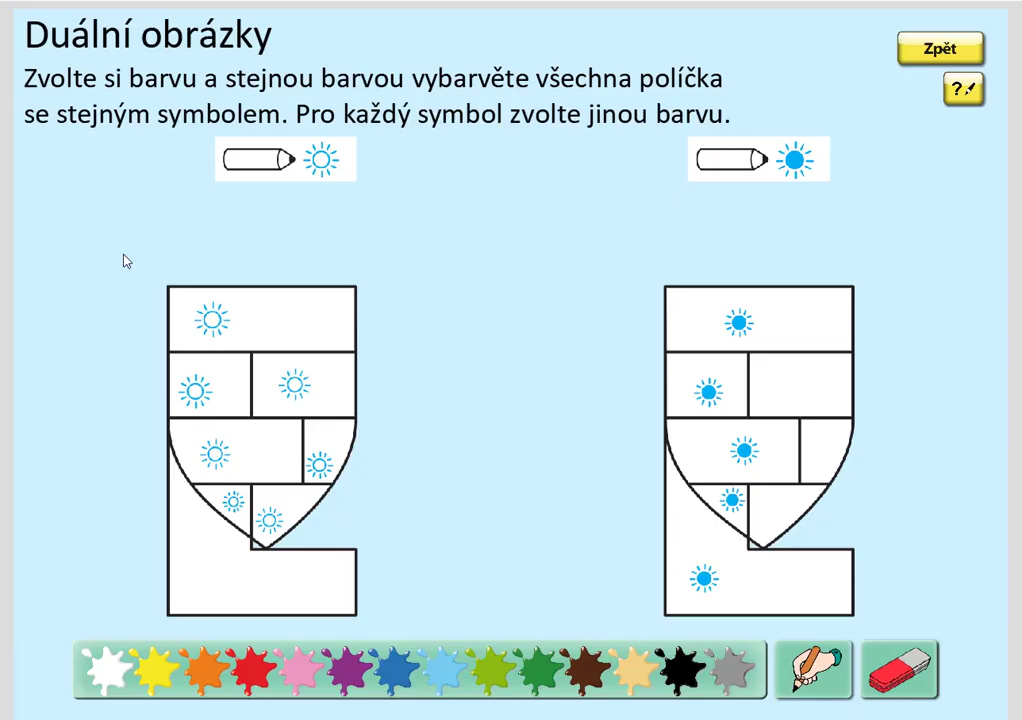 Duální obrázky
Zpět
Zvolte si barvu a stejnou barvou vybarvěte všechna políčka
?
se stejným symbolem. Pro každý symbol zvolte jinou barvu.